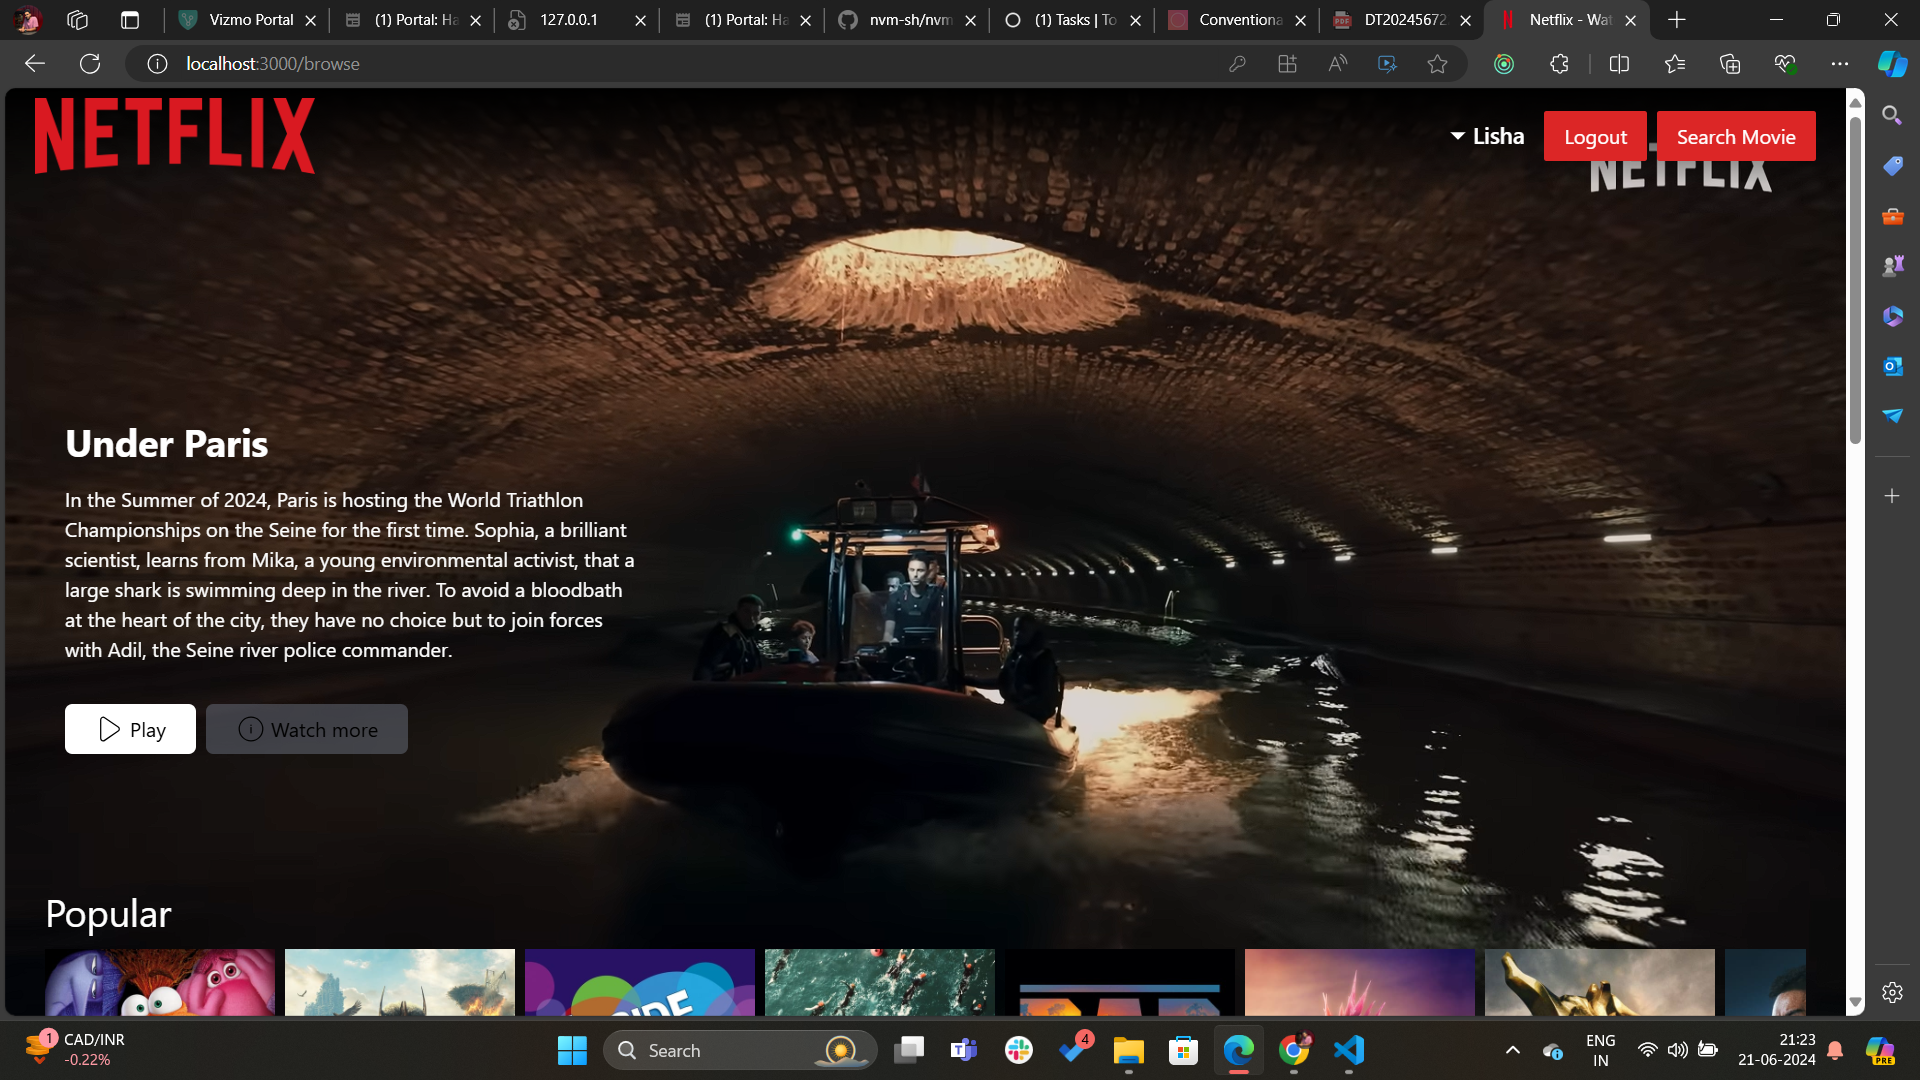 Vizmo Portal
(1) Portal: Ha
127.0.0.1
(1) Portal: Ha
nvm-sh/nvm
(1) Tasks | To
Conventiona
DT20245672
Netflix - Wat
localhost:3000/browse
NETFLIX
Lisha
Logout
Search Movie
NETFLIX
Under Paris
In the Summer of 2024, Paris is hosting the World Triathlon
Championships on the Seine for the first time. Sophia, a brilliant
scientist, learns from Mika, a young environmental activist, that a
large shark is swimming deep in the river. To avoid a bloodbath
at the heart of the city, they have no choice but to join forces
with Adil, the Seine river police commander.
Play
Watch more
Popular
1
CAD/INR
-0.22%
Search
4
ENG
IN
21:23
21-06-2024
PRE